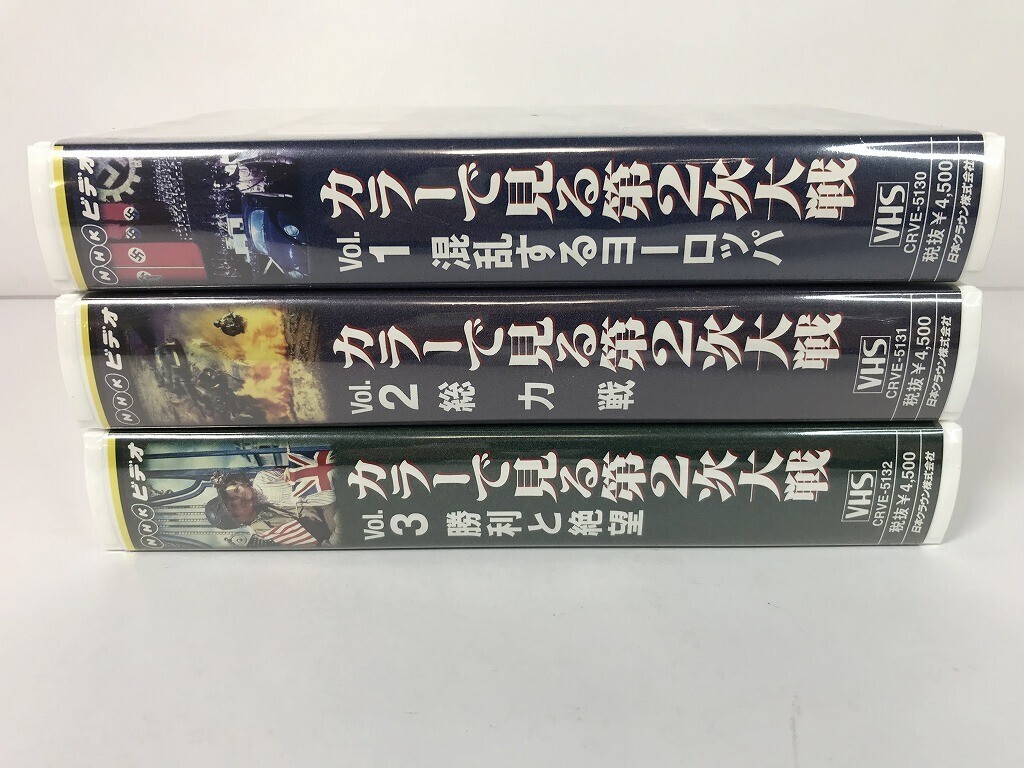 NHKビデオ
カラーで見る第2次大戦
Vol.1 混乱するヨーロッパ
VHS
CRVE-5130
税抜￥4,500
日本クラウン株式会社
NHKビデオ
カラーで見る第2次大戦
Vol.2 総力戦
VHS
CRVE-5131
税抜￥4,500
日本クラウン株式会社
NHKビデオ
カラーで見る第2次大戦
Vol.3 勝利と絶望
VHS
CRVE-5132
税抜￥4,500
日本クラウン株式会社